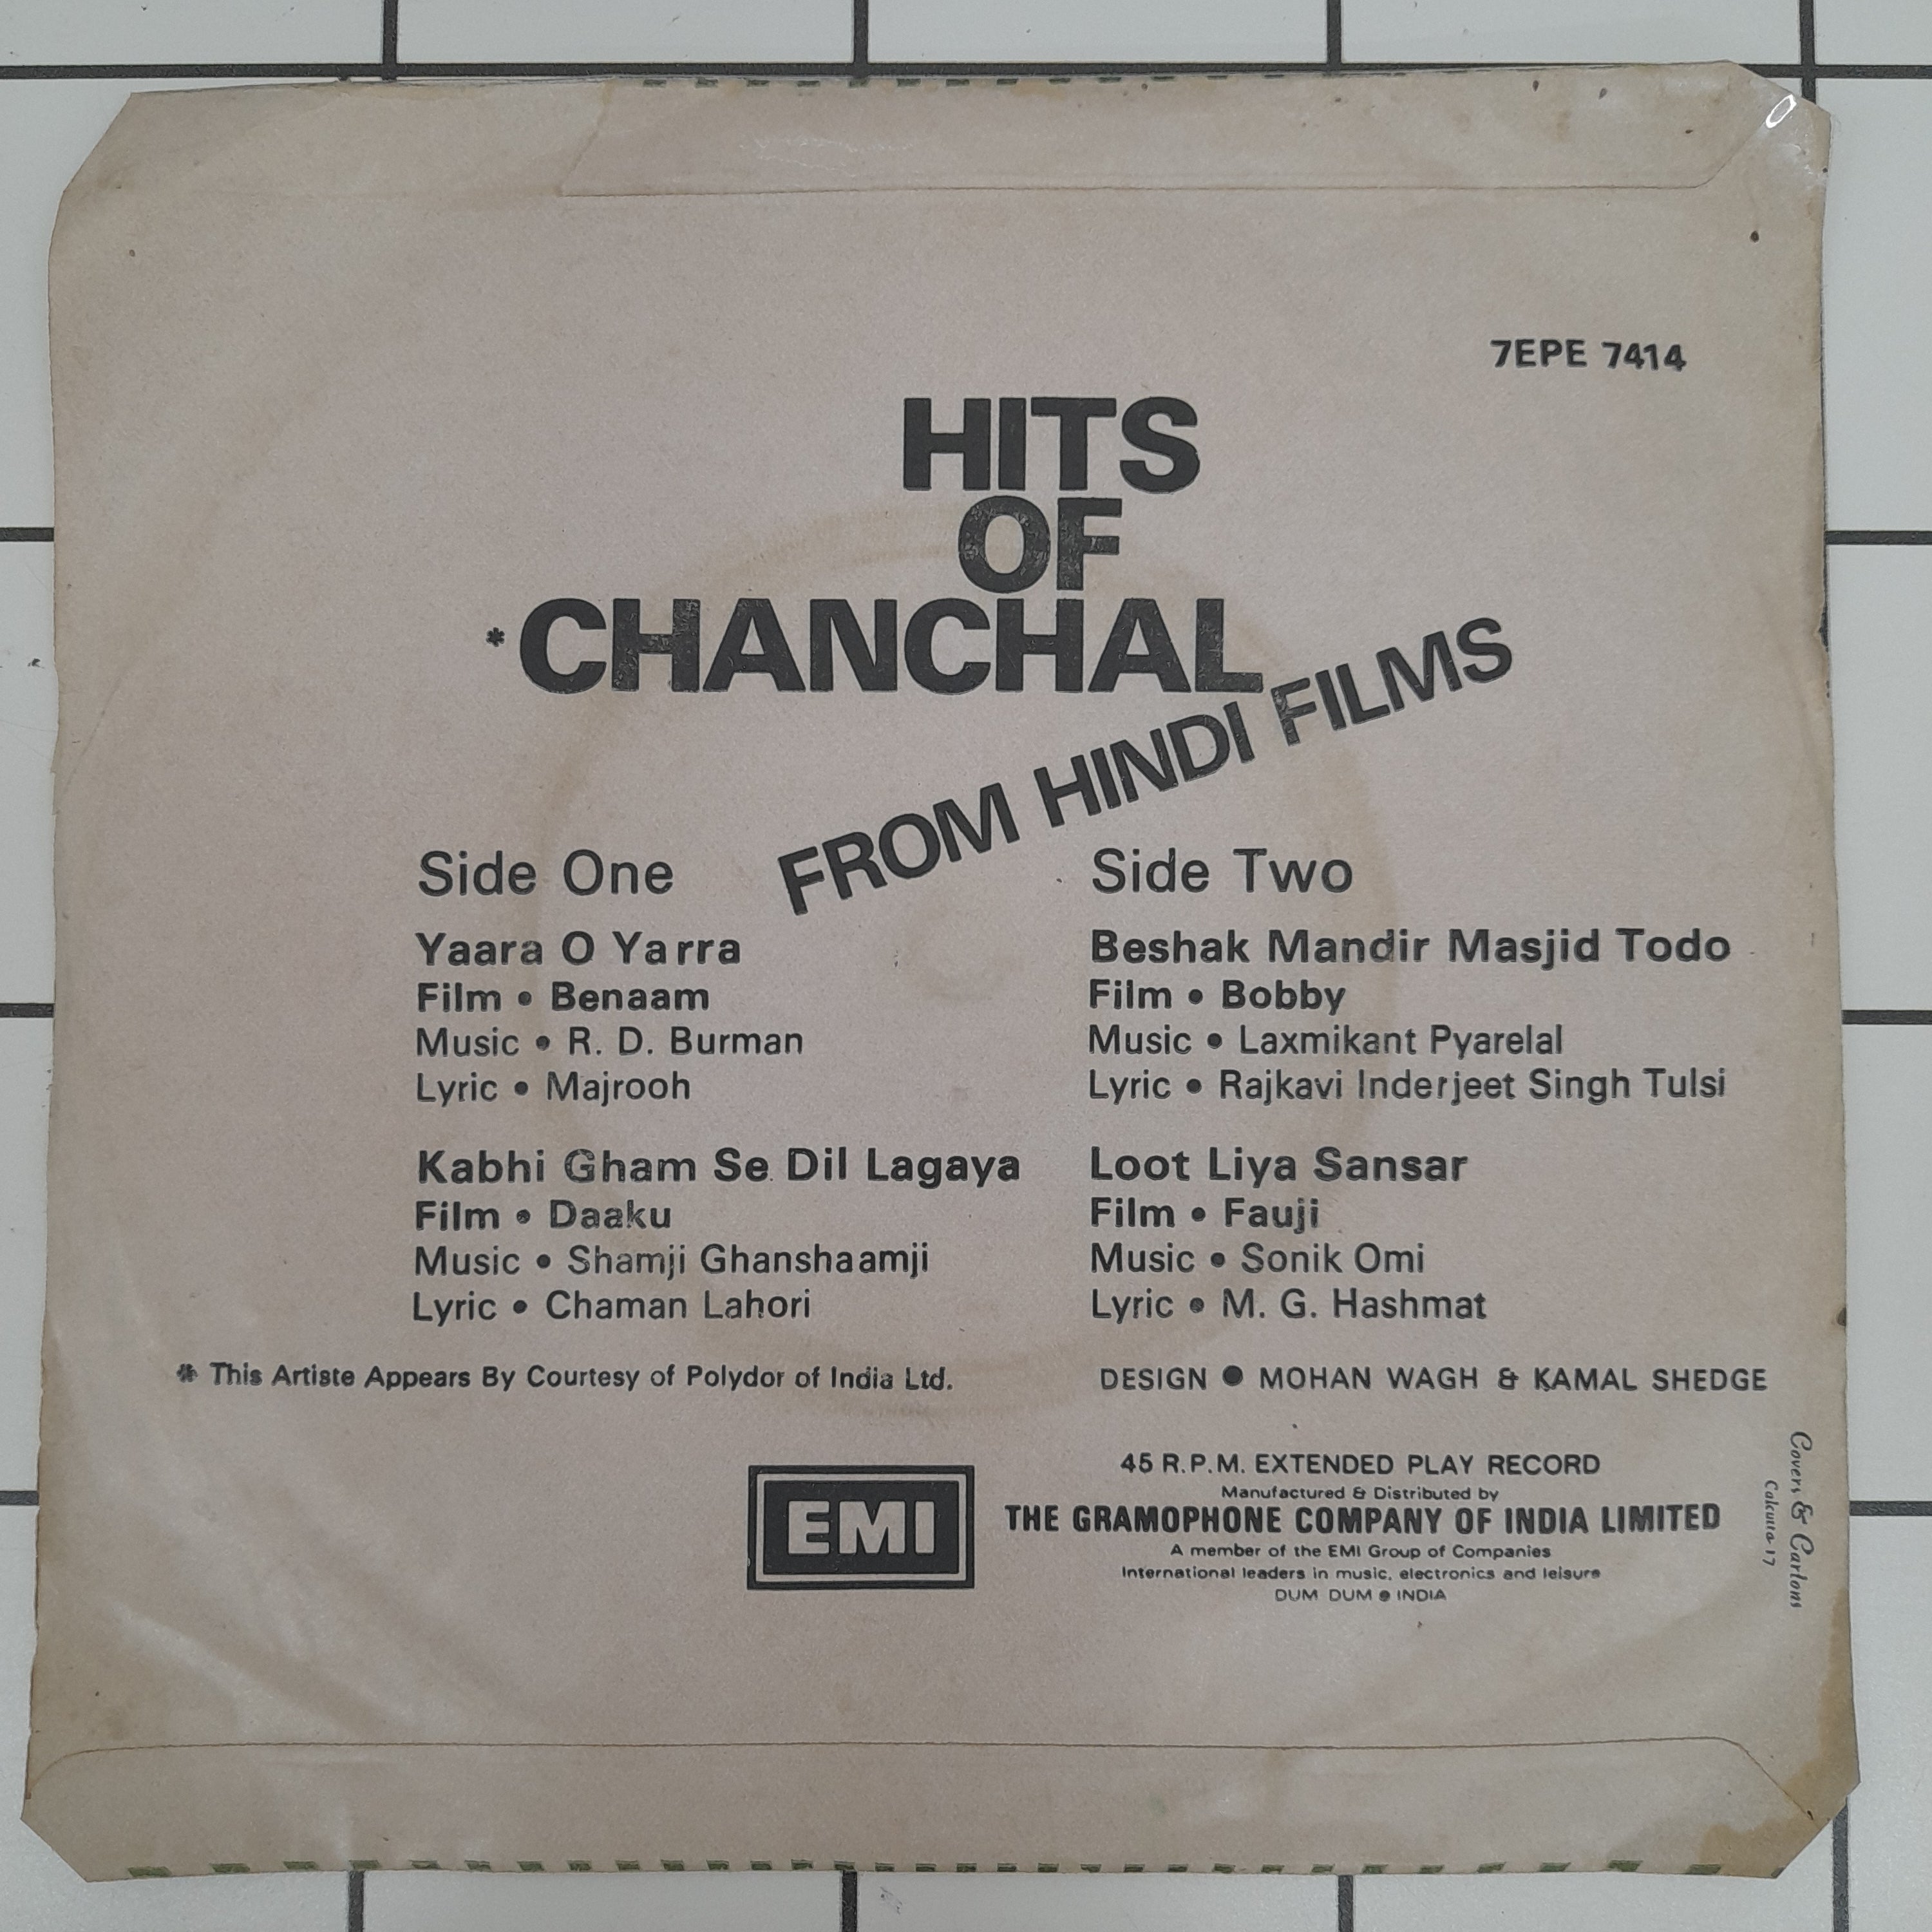 7EPE 7414
HITS
OF
* CHANCHAL
FROM HINDI FILMS
Side One
Yaara O Yarra
Film • Benaam
Music • R. D. Burman
Lyric • Majrooh
Kabhi Gham Se Dil Lagaya
Film • Daaku
Music • Shamji Ghanshaamji
Lyric • Chaman Lahori
Side Two
Beshak Mandir Masjid Todo
Film • Bobby
Music • Laxmikant Pyarelal
Lyric • Rajkavi Inderjeet Singh Tulsi
Loot Liya Sansar
Film • Fauji
Music • Sonik Omi
Lyric • M. G. Hashmat
* This Artiste Appears By Courtesy of Polydor of India Ltd.
DESIGN ● MOHAN WAGH & KAMAL SHEDGE
EMI
45 R.P.M. EXTENDED PLAY RECORD
Manufactured & Distributed by
THE GRAMOPHONE COMPANY OF INDIA LIMITED
A member of the EMI Group of Companies
International leaders in music, electronics and leisure
DUM DUM ● INDIA
Covers & Cartons
Calcutta-17